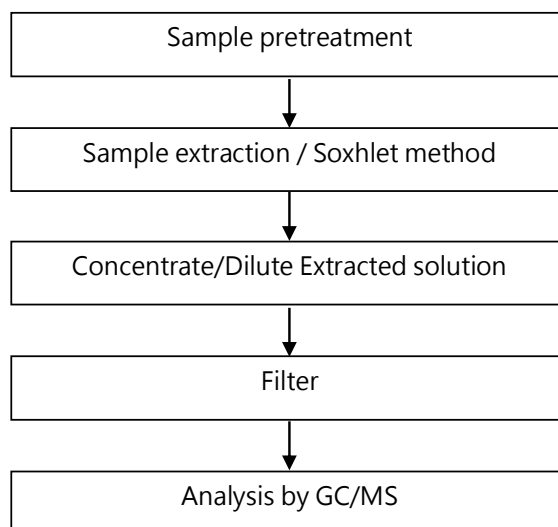 Sample pretreatment
Sample extraction / Soxhlet method
Concentrate/Dilute Extracted solution
Filter
Analysis by GC/MS